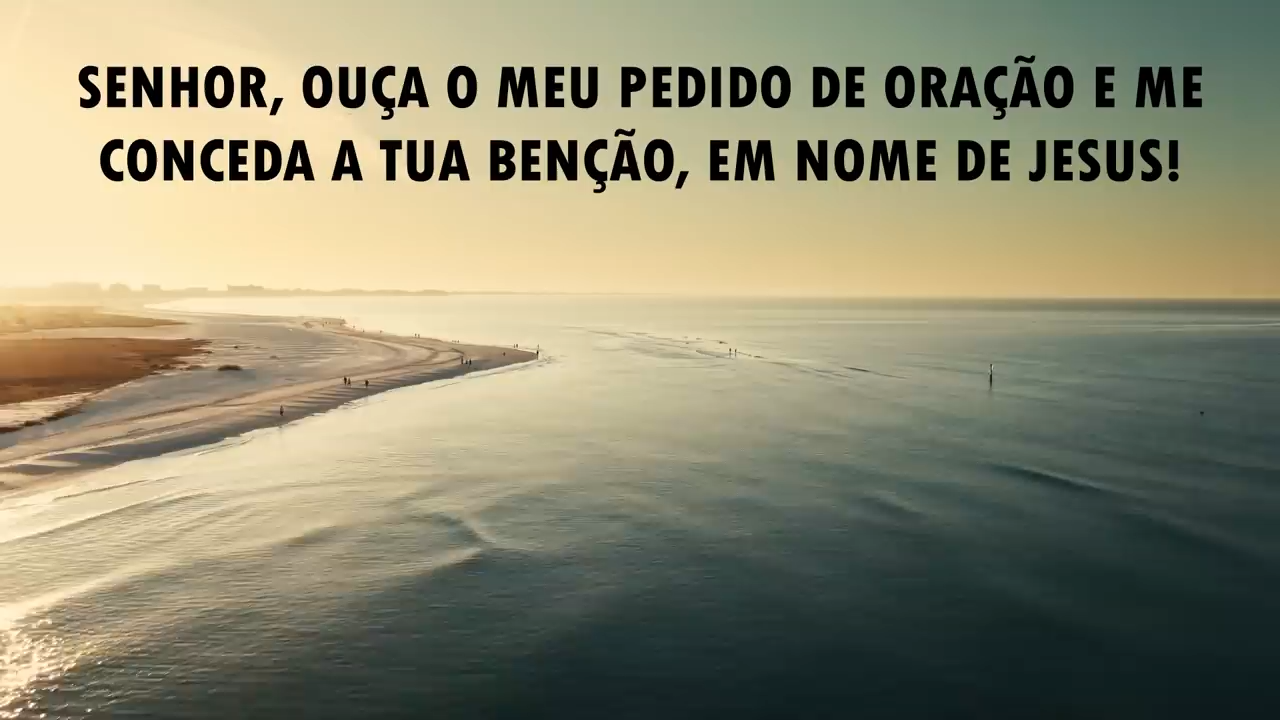 SENHOR, OUÇA O MEU PEDIDO DE ORAÇÃO E ME
CONCEDA A TUA BENÇÃO, EM NOME DE JESUS!